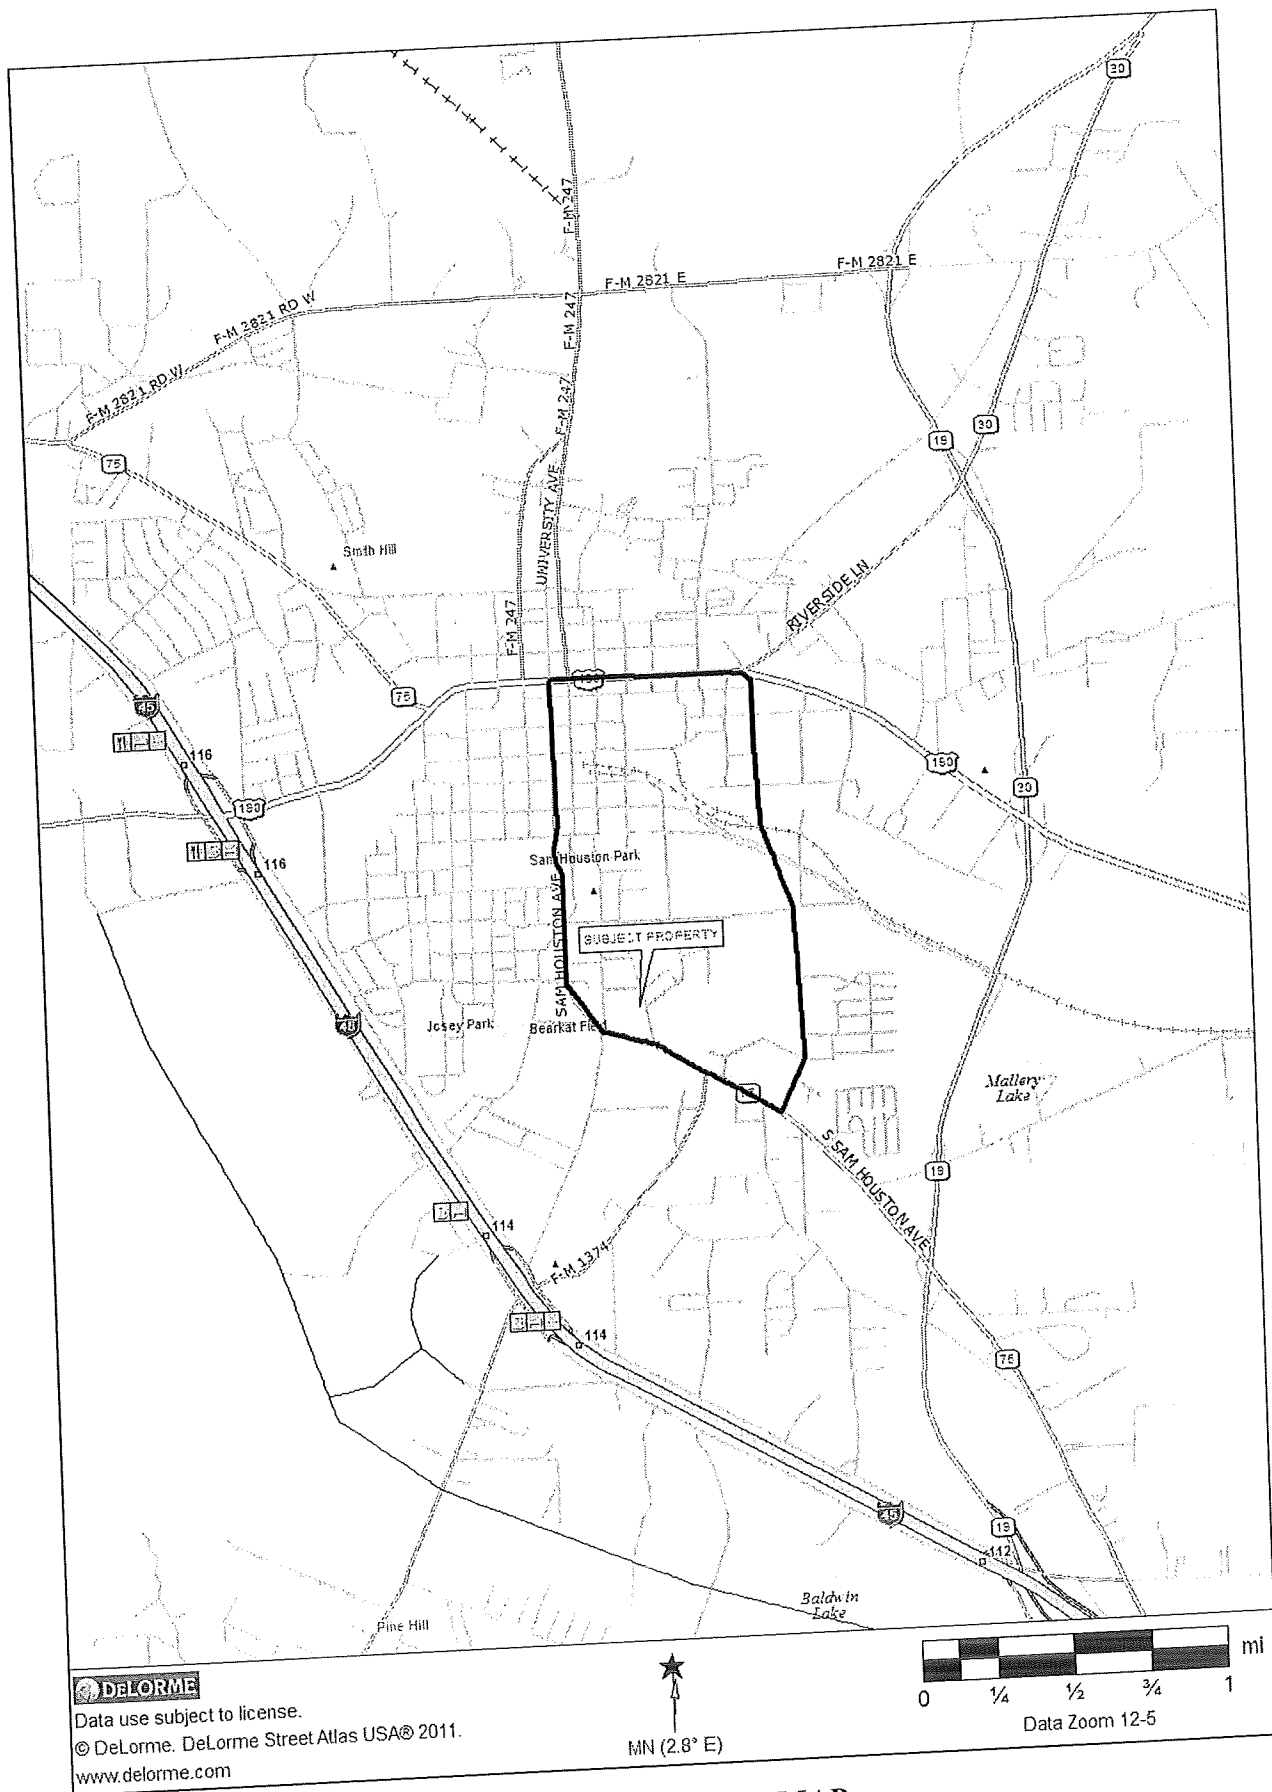 30
F-M 247
F-M 2821 E
F-M 2821 E
F-M 2821 RD W
F-M 247
F-M 2821 RD W
F-M 247
30
19
75
UNIVERSITY AVE
Smith Hill
RIVERSIDE LN
F-M 247
190
75
45
116
190
190
30
116
Sam Houston Park
SAM HOUSTON AVE
SUBJECT PROPERTY
Josey Park
Bearkat Field
Mallery
Lake
S SAM HOUSTON AVE
19
114
F-M 1374
114
75
45
19
112
Baldwin
Lake
Pine Hill
DELORME
Data use subject to license.
© DeLorme. DeLorme Street Atlas USA® 2011.
www.delorme.com
MN (2.8° E)
mi
0 ¼ ½ ¾ 1
Data Zoom 12-5